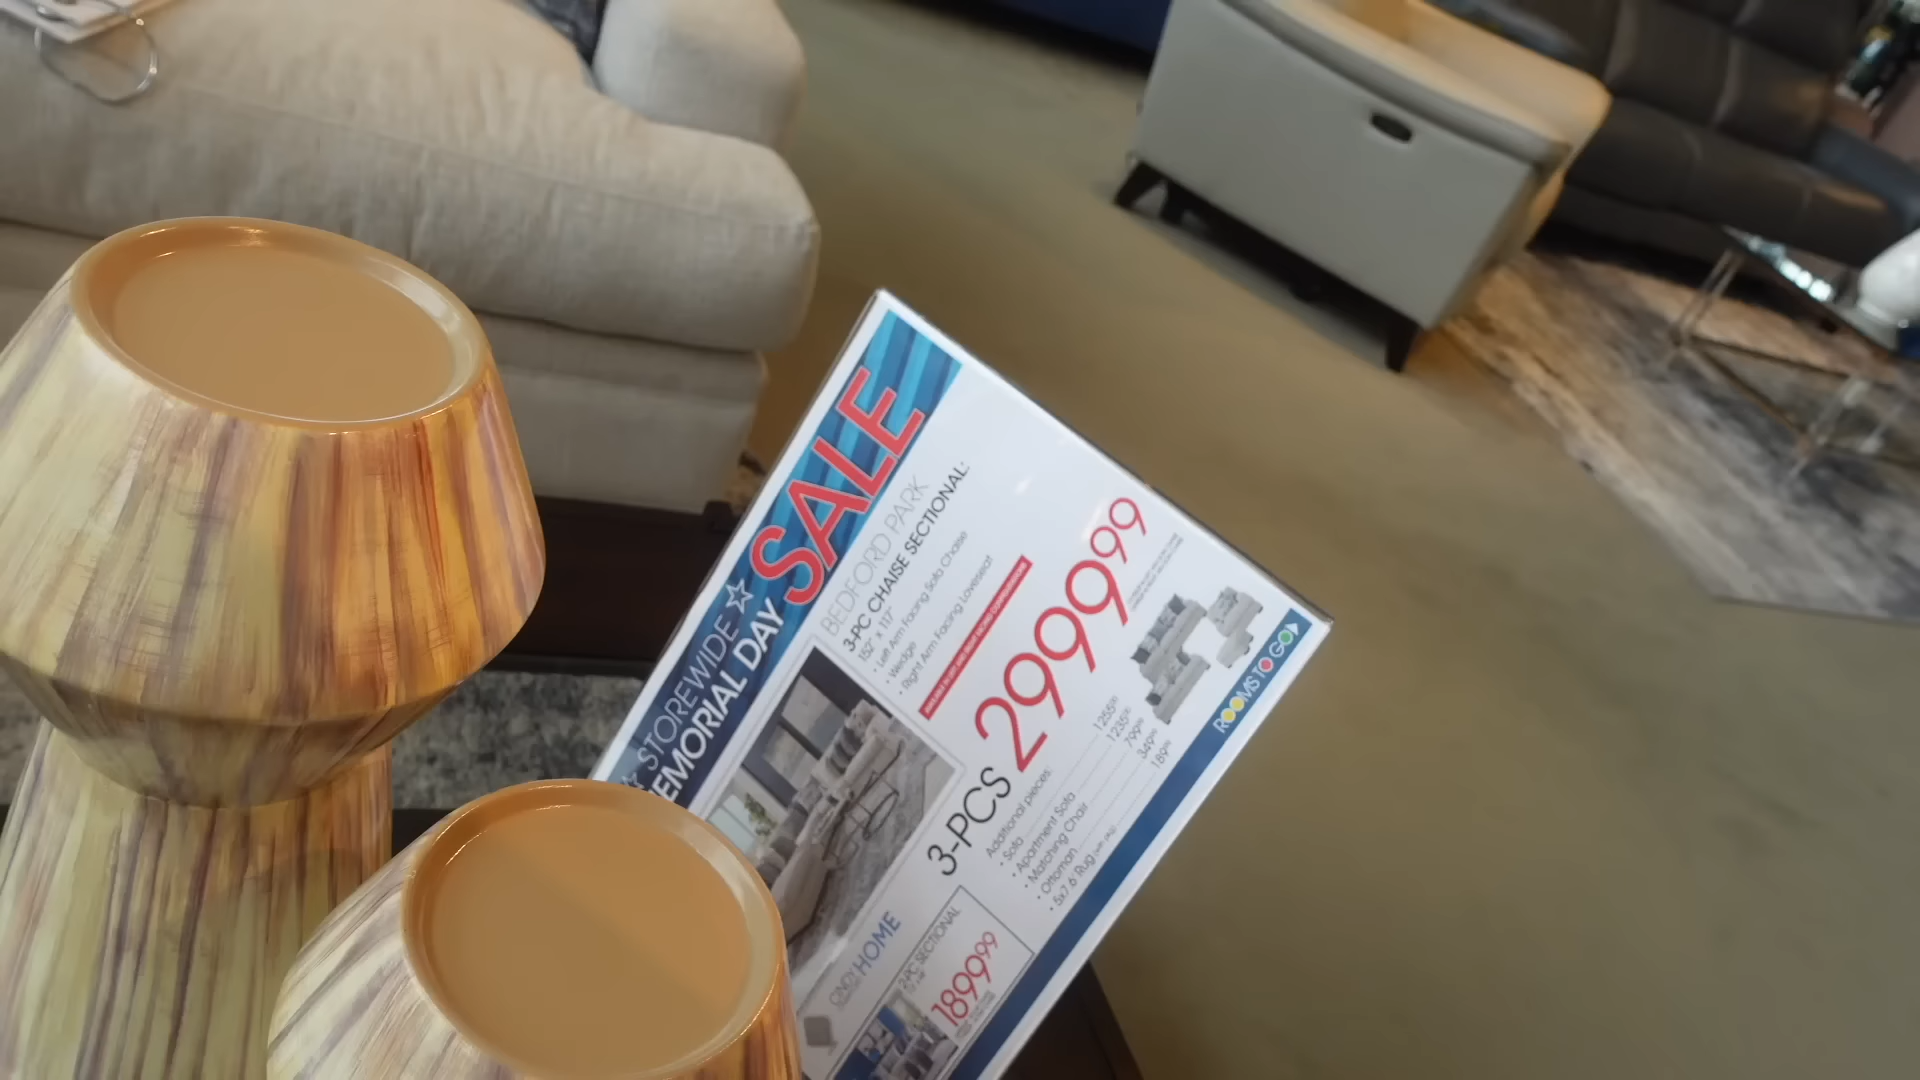 ☆ STOREWIDE ☆
MEMORIAL DAY
SALE
BEDFORD PARK
3-PC CHAISE SECTIONAL:
152" x 117"
• Left Arm Facing Sofa Chaise
• Wedge
• Right Arm Facing Loveseat
3-PCS 2999 99
Additional pieces:
• Sofa 1255
• Apartment Sofa 1235
• Matching Chair 799
• Ottoman 349
• 5x7.6 Rug 189
CINDY
HOME
2-PC SECTIONAL
1899 99
ROOMS TO GO